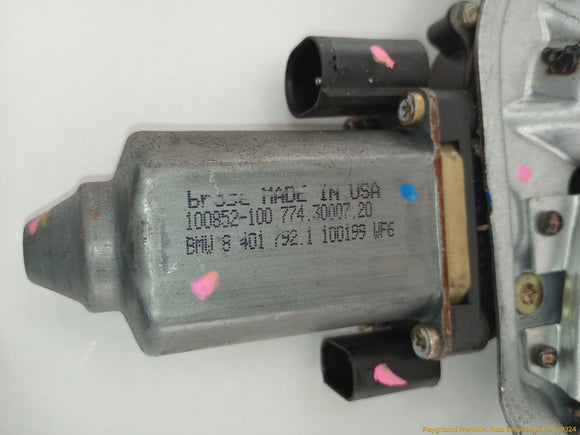 brose MADE IN USA
100852-100 774.30007.20
BMW 8 401 792.1 100199 WF6